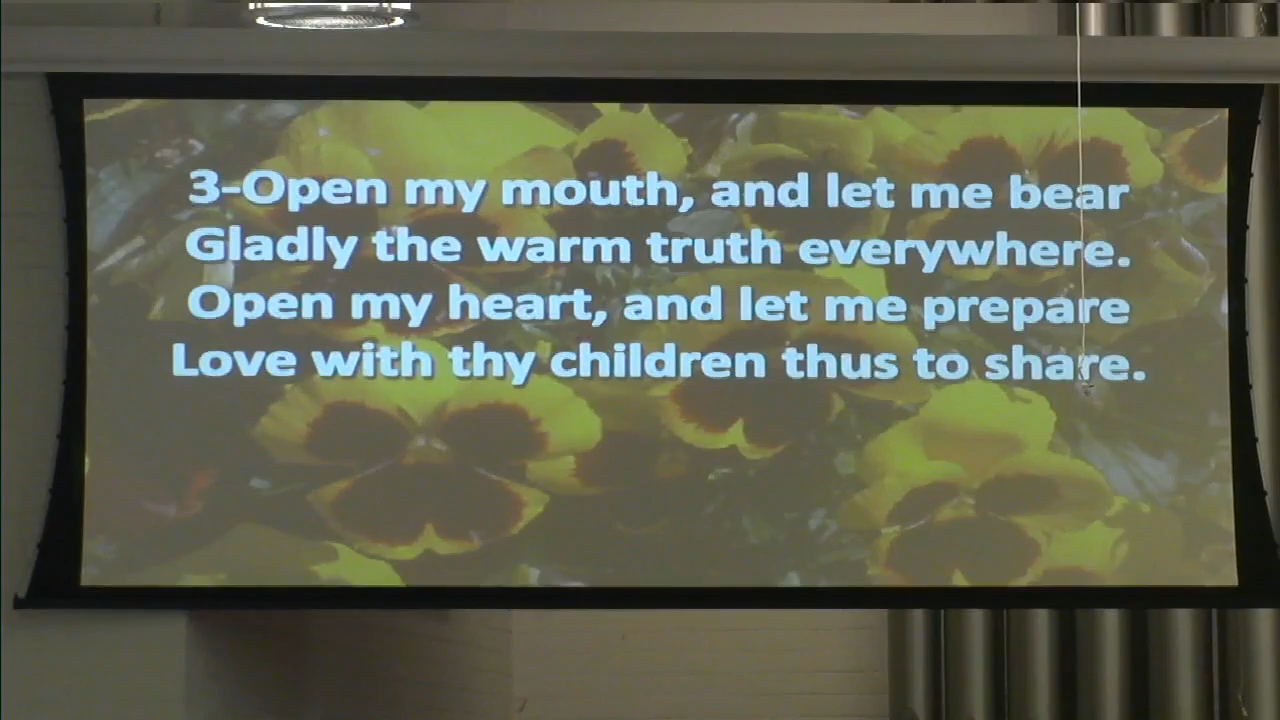 3-Open my mouth, and let me bear
Gladly the warm truth everywhere.
Open my heart, and let me prepare
Love with thy children thus to share.